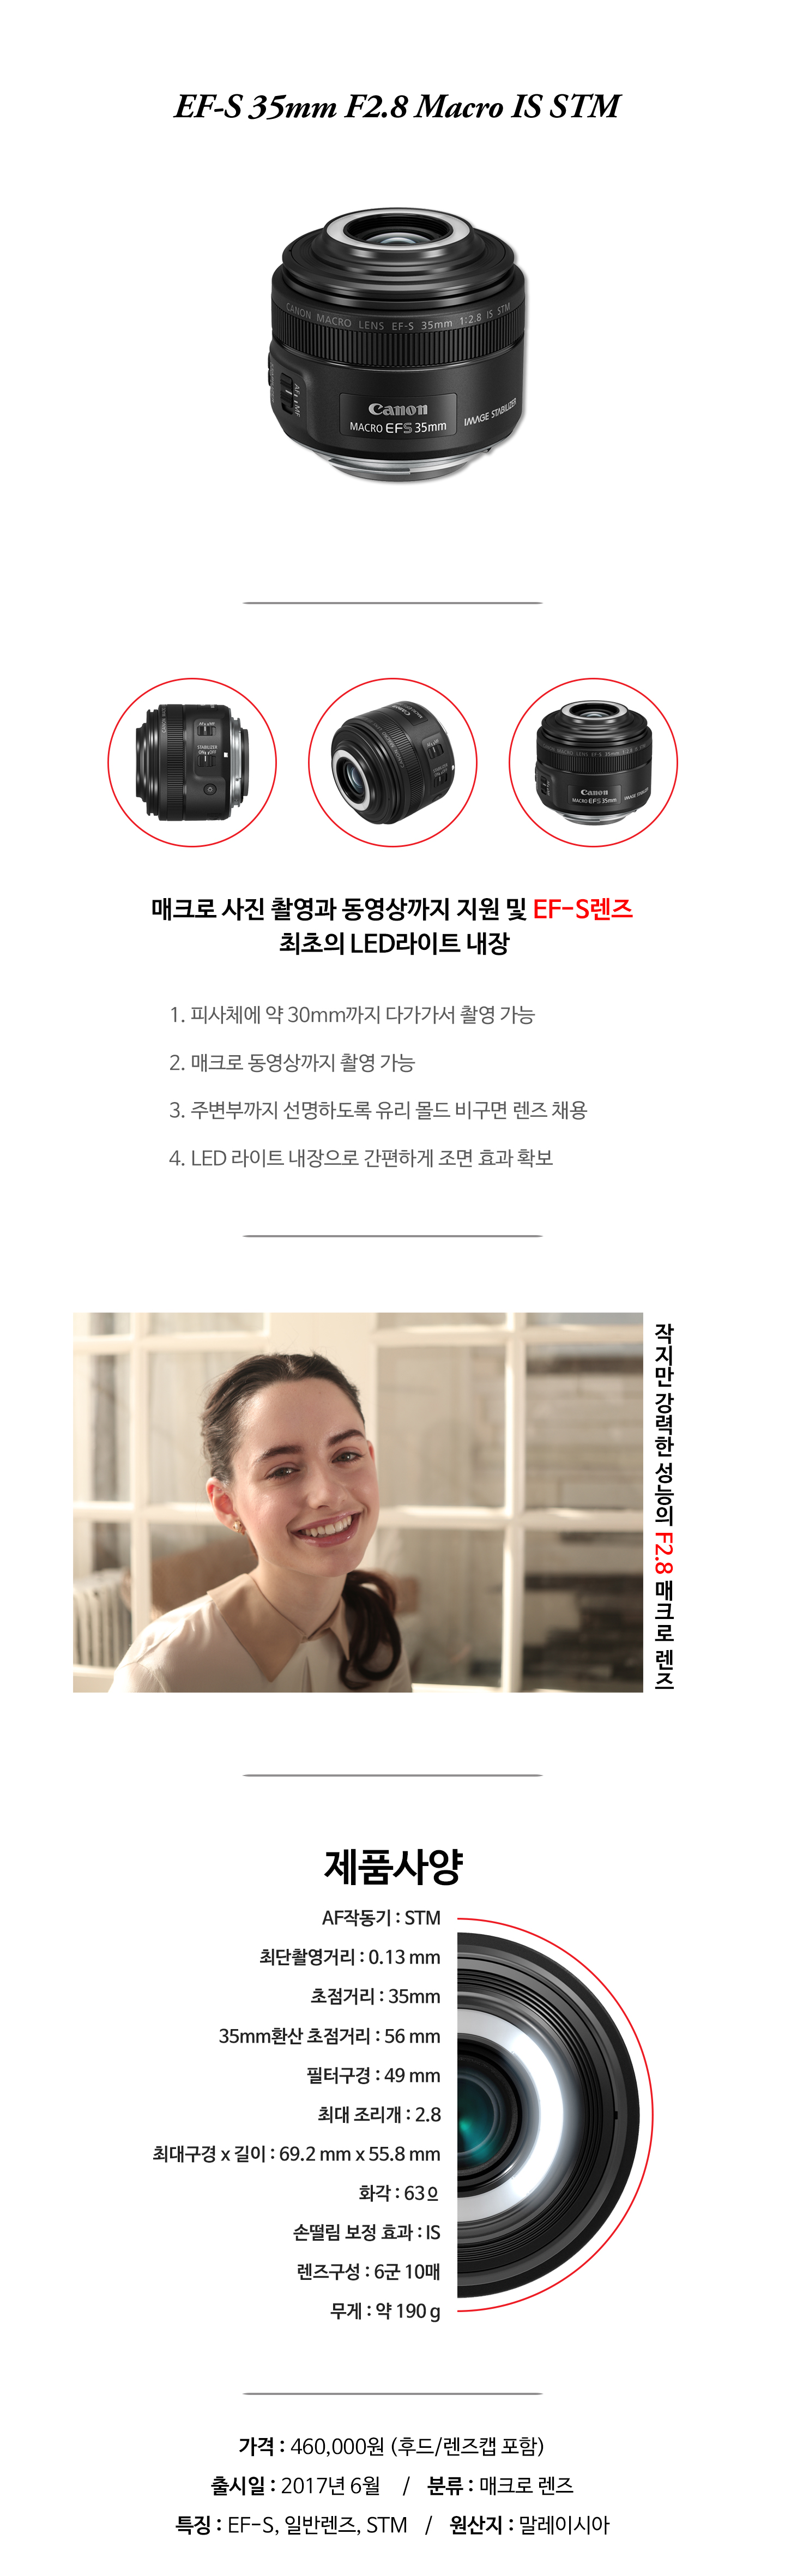 EF-S 35mm F2.8 Macro IS STM
CANON MACRO LENS EF-S 35mm 1:2.8 IS STM
AF MF
Canon
MACRO EFS 35mm
IMAGE STABILIZER
AF MF
STABILIZER
ON OFF
Canon
MACRO EFS 35mm
IMAGE STABILIZER
매크로 사진 촬영과 동영상까지 지원 및 EF-S렌즈
최초의 LED라이트 내장
1. 피사체에 약 30mm까지 다가가서 촬영 가능
2. 매크로 동영상까지 촬영 가능
3. 주변부까지 선명하도록 유리 몰드 비구면 렌즈 채용
4. LED 라이트 내장으로 간편하게 조면 효과 확보
작지만 강력한 성능의 F2.8 매크로 렌즈
제품사양
AF작동기 : STM
최단촬영거리 : 0.13 mm
초점거리 : 35mm
35mm환산 초점거리 : 56 mm
필터구경 : 49 mm
최대 조리개 : 2.8
최대구경 x 길이 : 69.2 mm x 55.8 mm
화각 : 63º
손떨림 보정 효과 : IS
렌즈구성 : 6군 10매
무게 : 약 190 g
가격 : 460,000원 (후드/렌즈캡 포함)
출시일 : 2017년 6월 / 분류 : 매크로 렌즈
특징 : EF-S, 일반렌즈, STM / 원산지 : 말레이시아